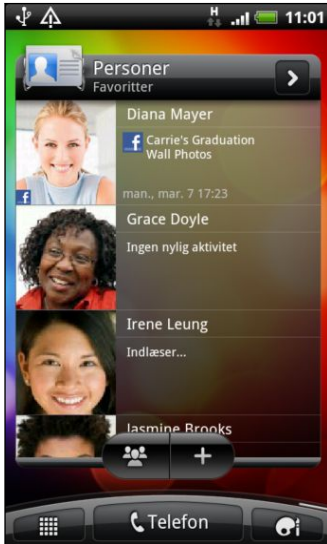 H
11:01
Personer
Favoritter
Diana Mayer
f Carrie's Graduation
Wall Photos
f
man., mar. 7 17:23
Grace Doyle
Ingen nylig aktivitet
Irene Leung
Indlæser...
Jasmine Brooks
Telefon